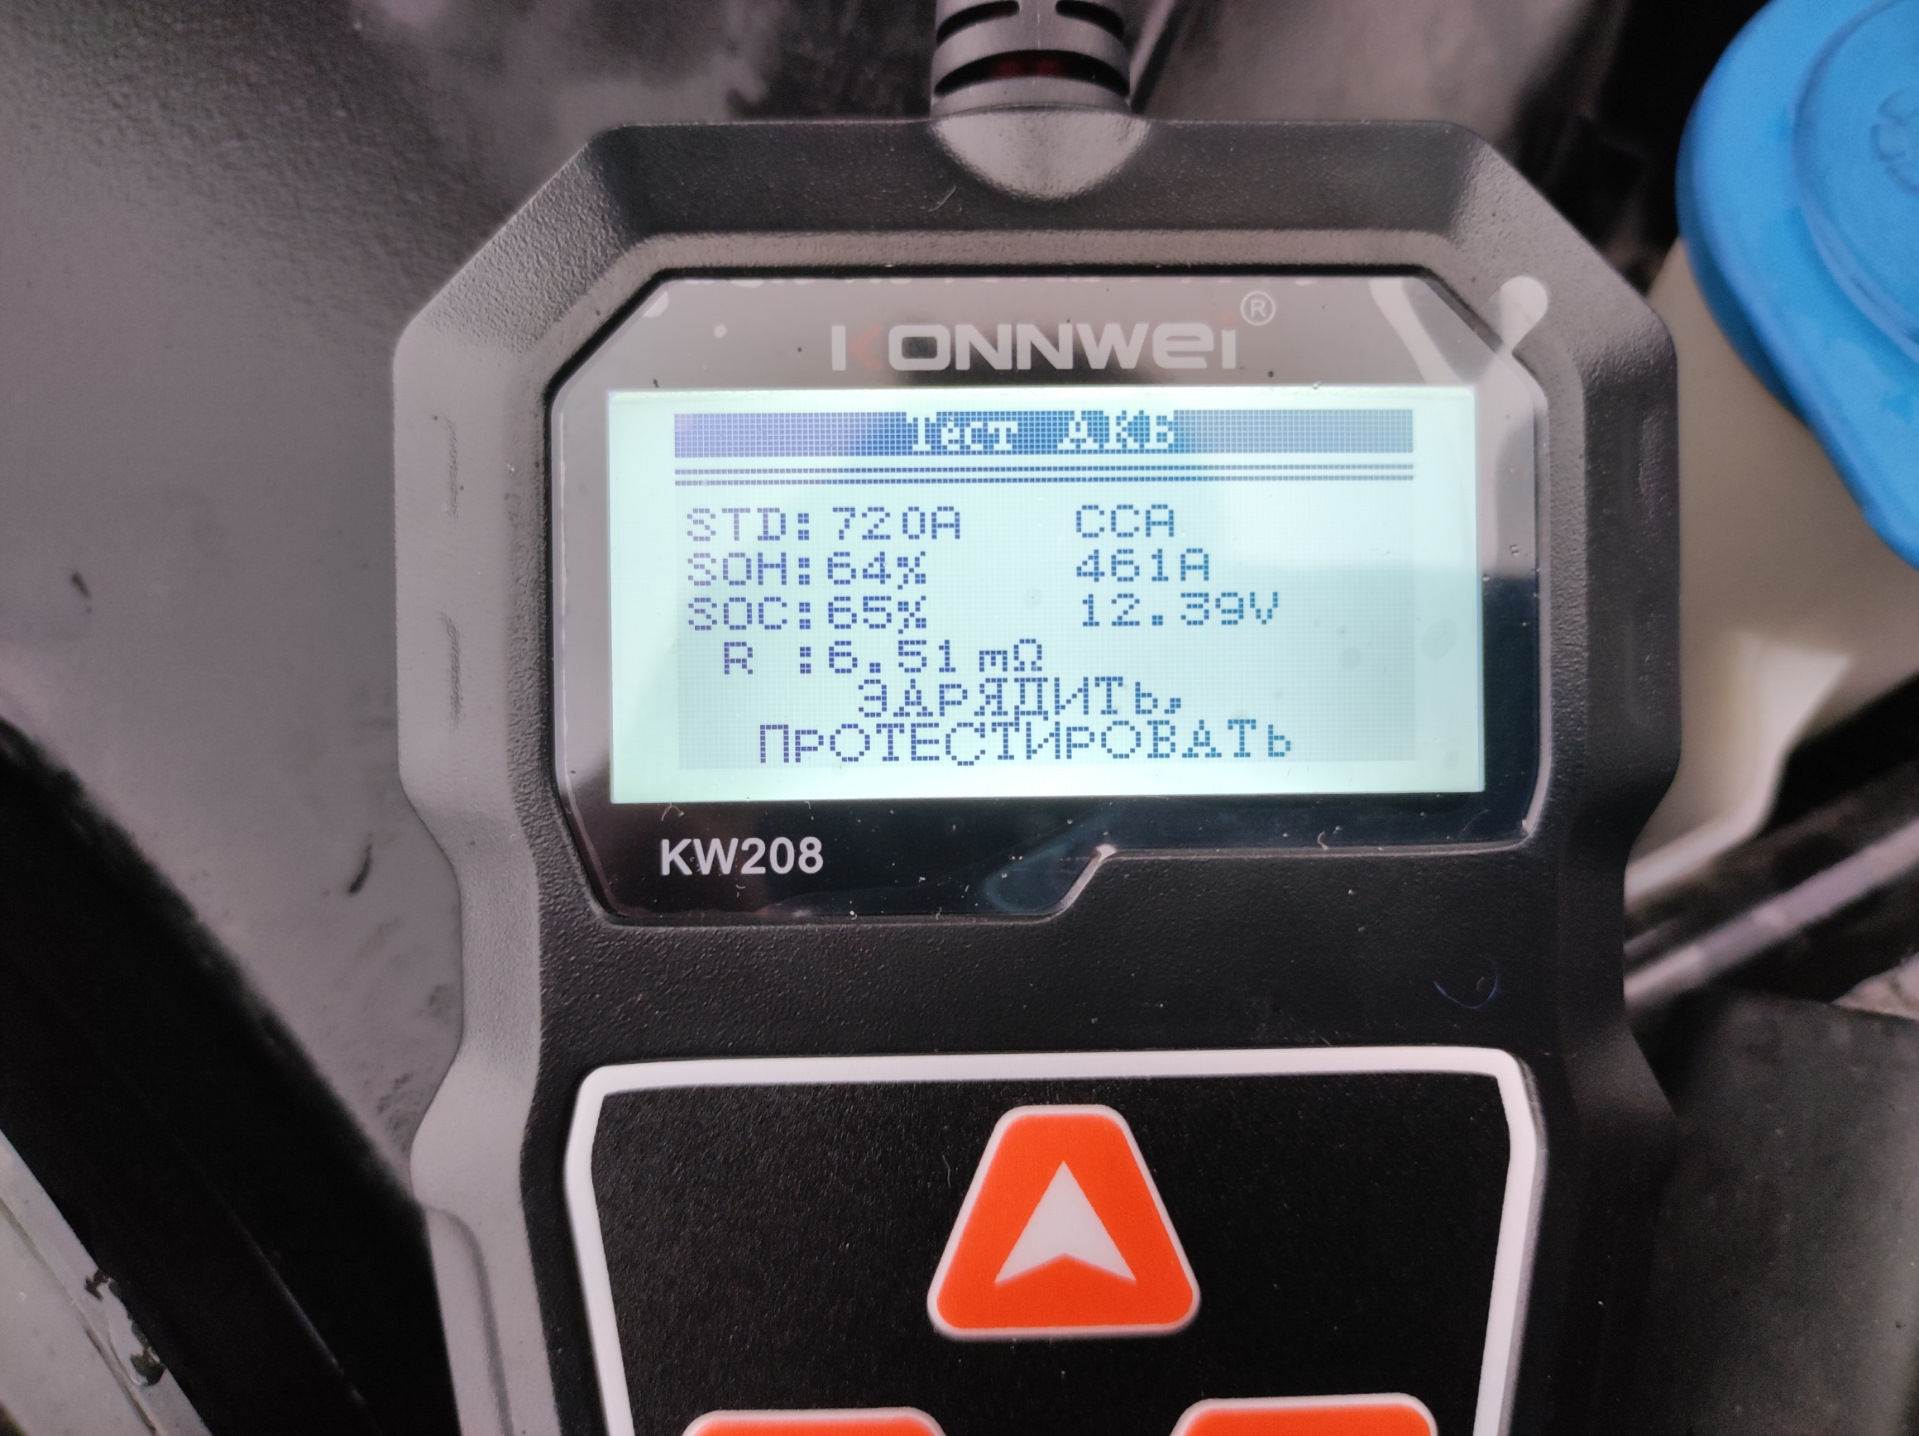 KONNWEI®
Тест АКБ
STD:720A CCA
SOH:64% 461A
SOC:65% 12.39V
R :6.51mΩ
ЗАРЯДИТЬ,
ПРОТЕСТИРОВАТЬ
KW208